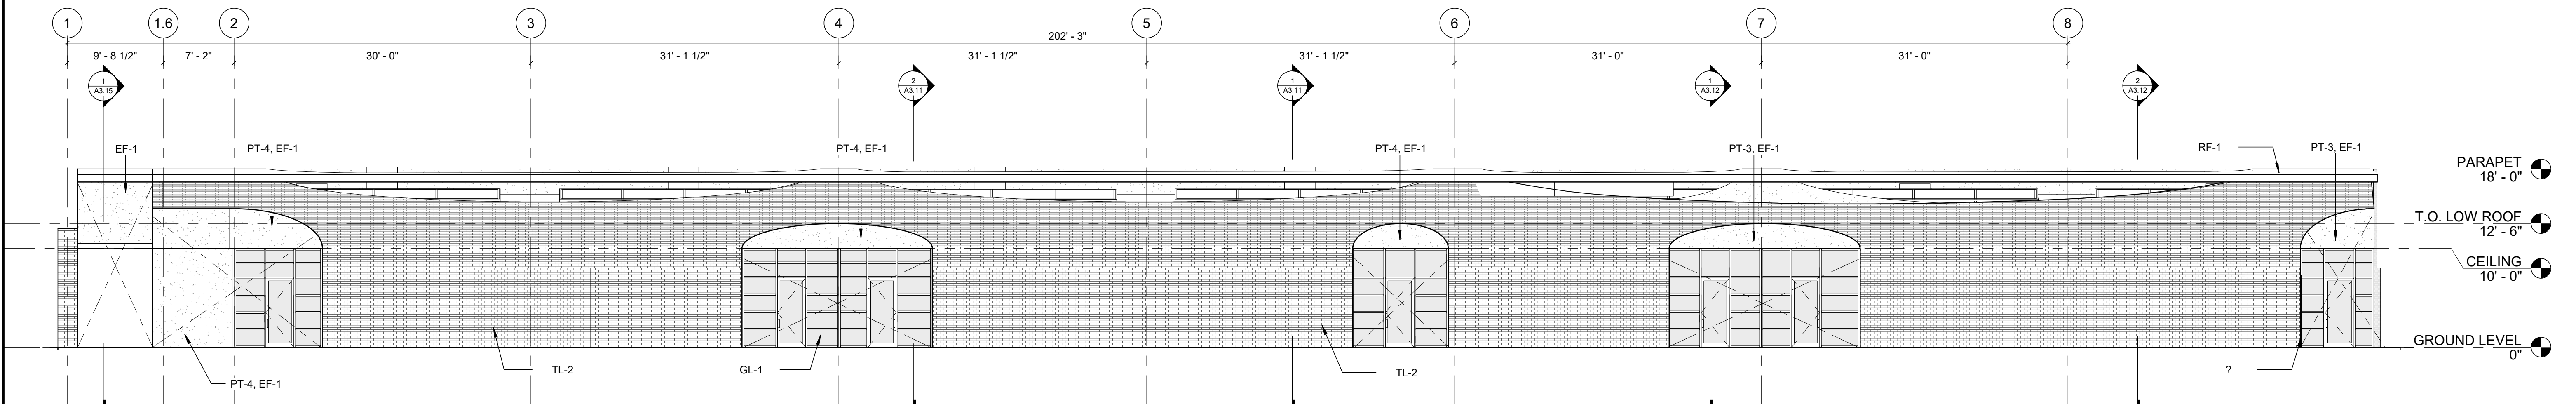 1
1.6
2
3
4
5
6
7
8
202' - 3"
9' - 8 1/2"
7' - 2"
30' - 0"
31' - 1 1/2"
31' - 1 1/2"
31' - 1 1/2"
31' - 0"
31' - 0"
1
A3.15
2
A3.11
1
A3.11
1
A3.12
2
A3.12
EF-1
PT-4, EF-1
PT-4, EF-1
PT-4, EF-1
PT-3, EF-1
RF-1
PT-3, EF-1
PARAPET
18' - 0"
T.O. LOW ROOF
12' - 6"
CEILING
10' - 0"
GROUND LEVEL
0"
PT-4, EF-1
TL-2
GL-1
TL-2
?